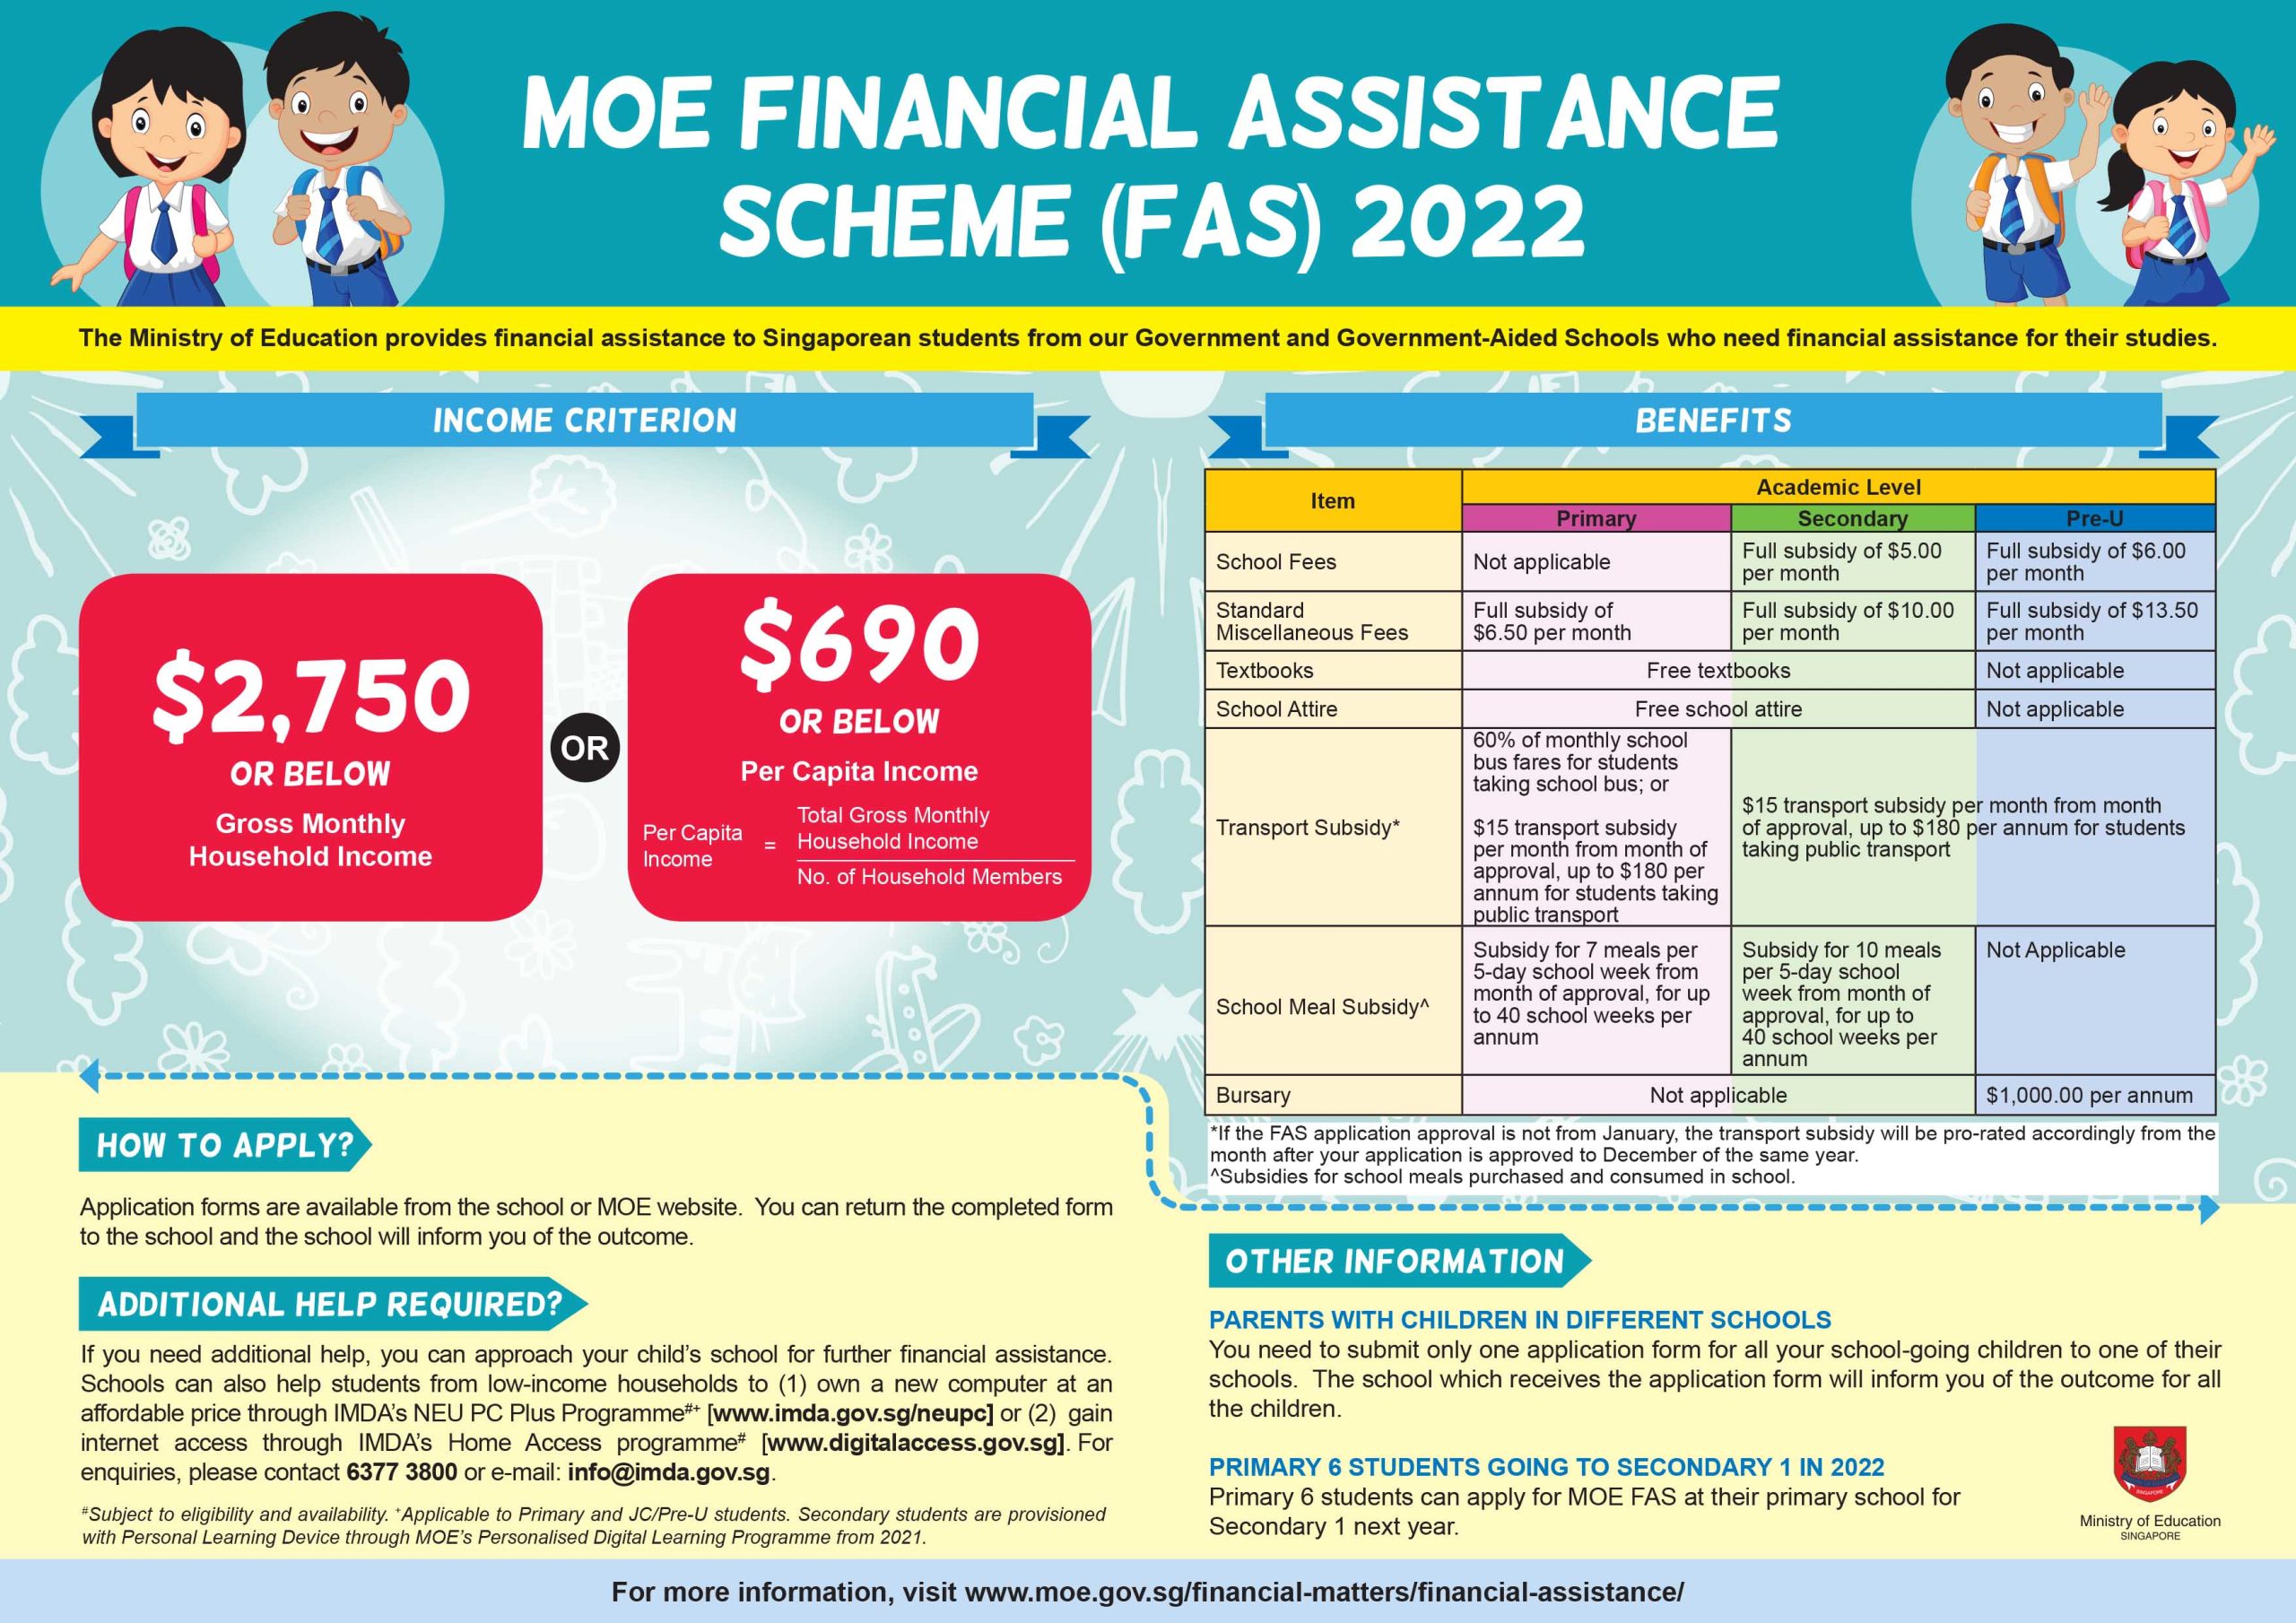 MOE FINANCIAL ASSISTANCE
SCHEME (FAS) 2022
The Ministry of Education provides financial assistance to Singaporean students from our Government and Government-Aided Schools who need financial assistance for their studies.
INCOME CRITERION
$2,750
OR BELOW
Gross Monthly
Household Income
OR
$690
OR BELOW
Per Capita Income
Per Capita
Income
=
Total Gross Monthly
Household Income
No. of Household Members
BENEFITS
Item
Academic Level
Primary
Secondary
Pre-U
School Fees
Not applicable
Full subsidy of $5.00
per month
Full subsidy of $6.00
per month
Standard
Miscellaneous Fees
Full subsidy of
$6.50 per month
Full subsidy of $10.00
per month
Full subsidy of $13.50
per month
Textbooks
Free textbooks
Not applicable
School Attire
Free school attire
Not applicable
Transport Subsidy*
60% of monthly school
bus fares for students
taking school bus; or
$15 transport subsidy
per month from month of
approval, up to $180 per
annum for students taking
public transport
$15 transport subsidy per month from month
of approval, up to $180 per annum for students
taking public transport
School Meal Subsidy^
Subsidy for 7 meals per
5-day school week from
month of approval, for up
to 40 school weeks per
annum
Subsidy for 10 meals
per 5-day school
week from month of
approval, for up to
40 school weeks per
annum
Not Applicable
Bursary
Not applicable
$1,000.00 per annum
*If the FAS application approval is not from January, the transport subsidy will be pro-rated accordingly from the
month after your application is approved to December of the same year.
^Subsidies for school meals purchased and consumed in school.
HOW TO APPLY?
Application forms are available from the school or MOE website. You can return the completed form
to the school and the school will inform you of the outcome.
ADDITIONAL HELP REQUIRED?
If you need additional help, you can approach your child's school for further financial assistance.
Schools can also help students from low-income households to (1) own a new computer at an
affordable price through IMDA's NEU PC Plus Programme#+ [www.imda.gov.sg/neupc] or (2) gain
internet access through IMDA's Home Access programme# [www.digitalaccess.gov.sg]. For
enquiries, please contact 6377 3800 or e-mail: info@imda.gov.sg.
#Subject to eligibility and availability. +Applicable to Primary and JC/Pre-U students. Secondary students are provisioned
with Personal Learning Device through MOE's Personalised Digital Learning Programme from 2021.
OTHER INFORMATION
PARENTS WITH CHILDREN IN DIFFERENT SCHOOLS
You need to submit only one application form for all your school-going children to one of their
schools. The school which receives the application form will inform you of the outcome for all
the children.
PRIMARY 6 STUDENTS GOING TO SECONDARY 1 IN 2022
Primary 6 students can apply for MOE FAS at their primary school for
Secondary 1 next year.
SINGAPORE
Ministry of Education
SINGAPORE
For more information, visit www.moe.gov.sg/financial-matters/financial-assistance/